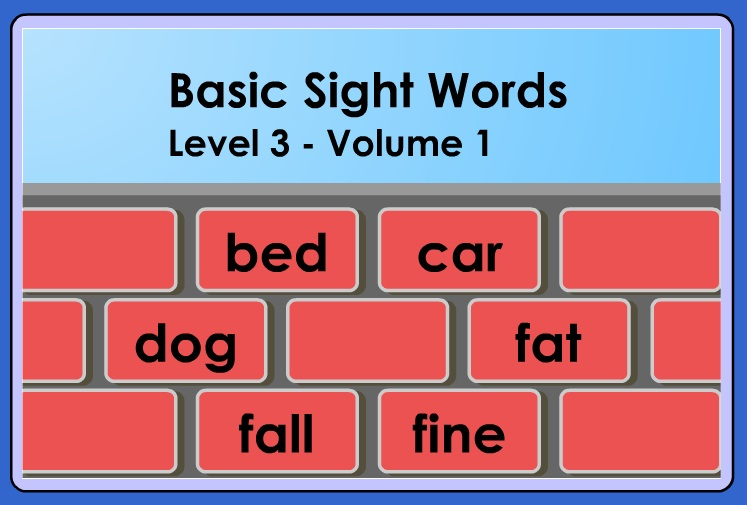 Basic Sight Words
Level 3 - Volume 1
bed car
dog fat
fall fine